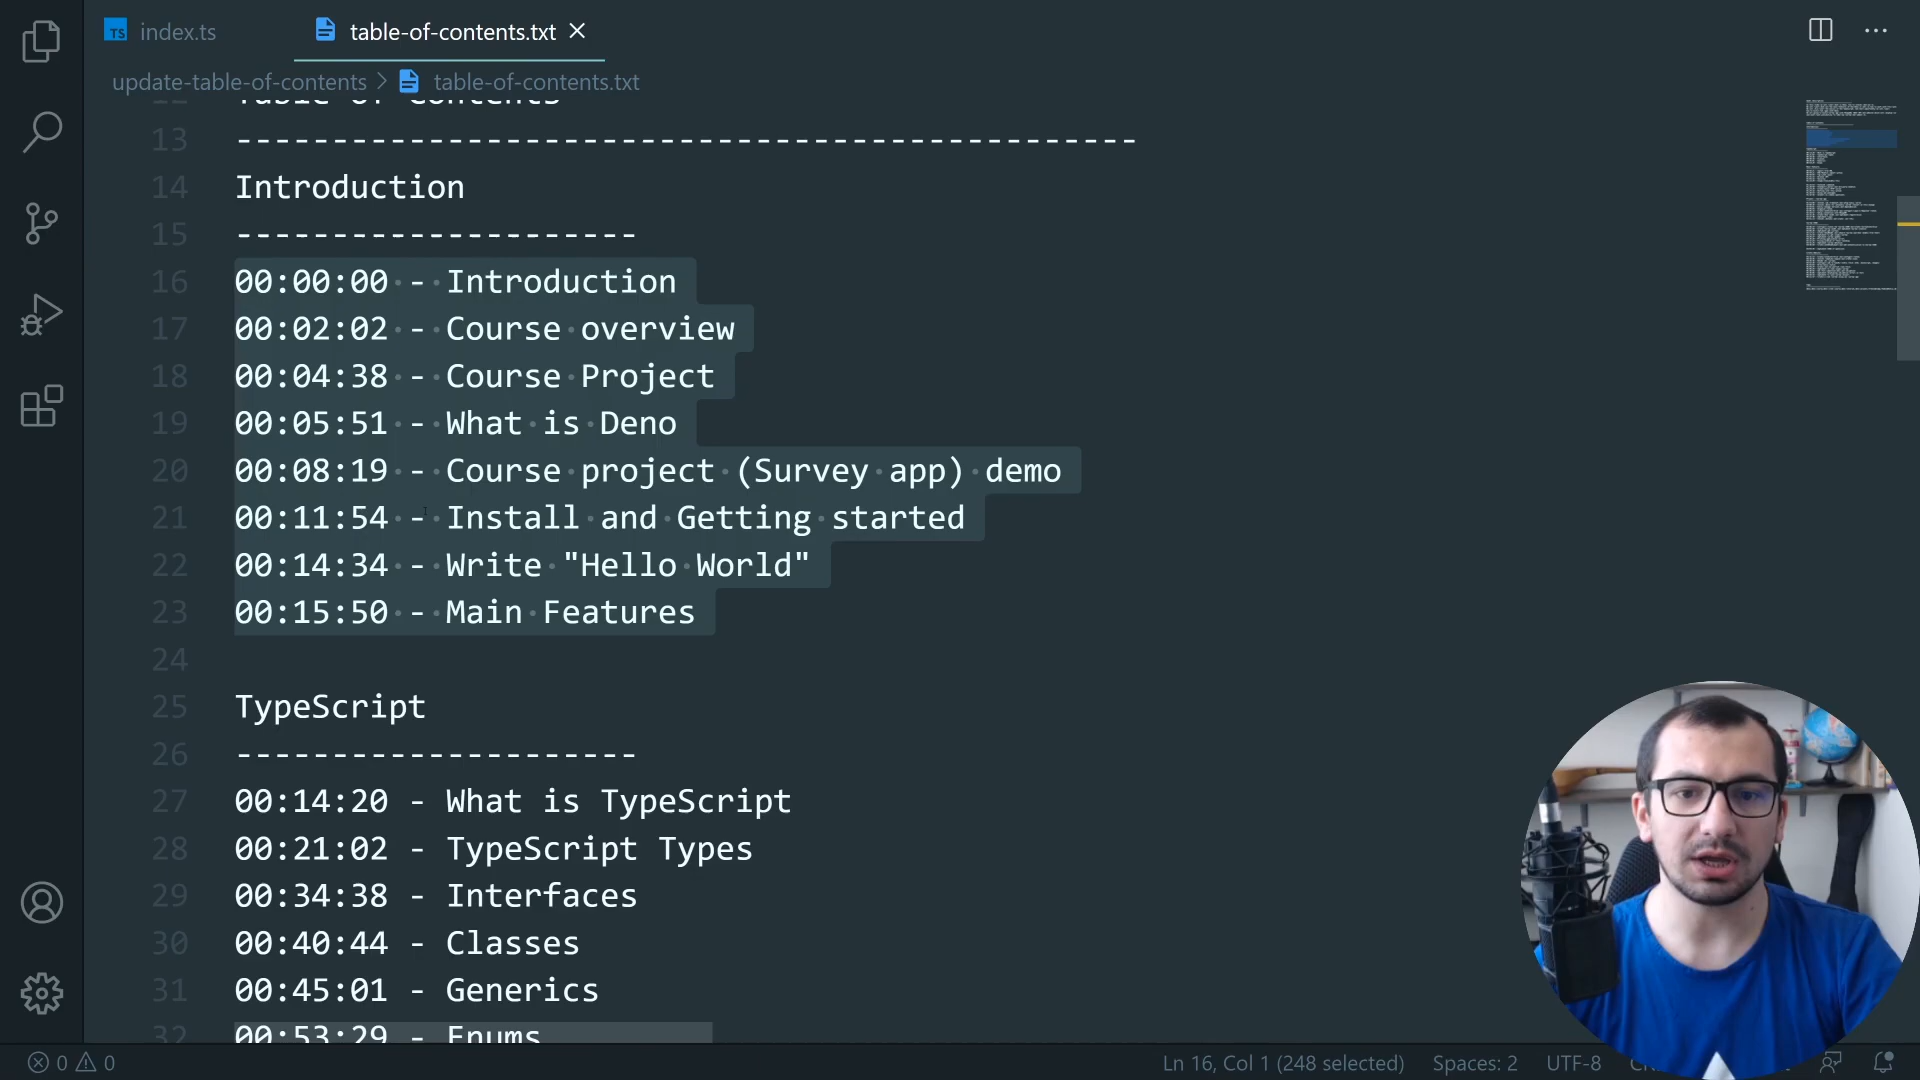 TS index.ts
table-of-contents.txt
update-table-of-contents > table-of-contents.txt
12 Table of Contents
13 -----------------------------------------------
14 Introduction
15 ---------------------
16 00:00:00 - Introduction
17 00:02:02 - Course overview
18 00:04:38 - Course Project
19 00:05:51 - What is Deno
20 00:08:19 - Course project (Survey app) demo
21 00:11:54 - Install and Getting started
22 00:14:34 - Write "Hello World"
23 00:15:50 - Main Features
24
25 TypeScript
26 ---------------------
27 00:14:20 - What is TypeScript
28 00:21:02 - TypeScript Types
29 00:34:38 - Interfaces
30 00:40:44 - Classes
31 00:45:01 - Generics
32 00:53:29 - Enums
0 0 Ln 16, Col 1 (248 selected) Spaces: 2 UTF-8